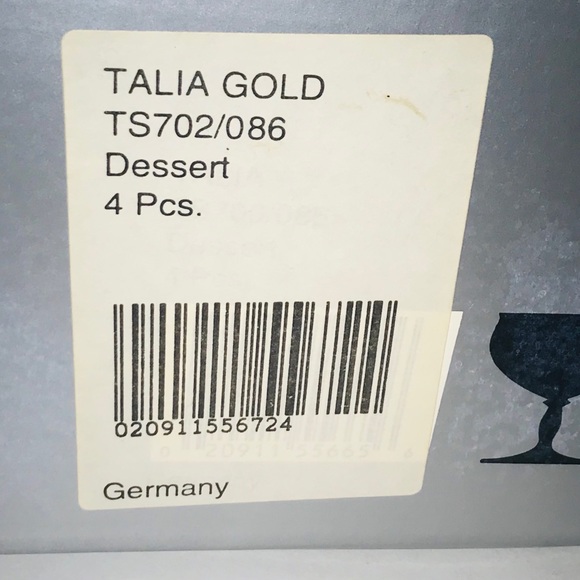 TALIA GOLD
TS702/086
Dessert
4 Pcs.
020911556724
Germany